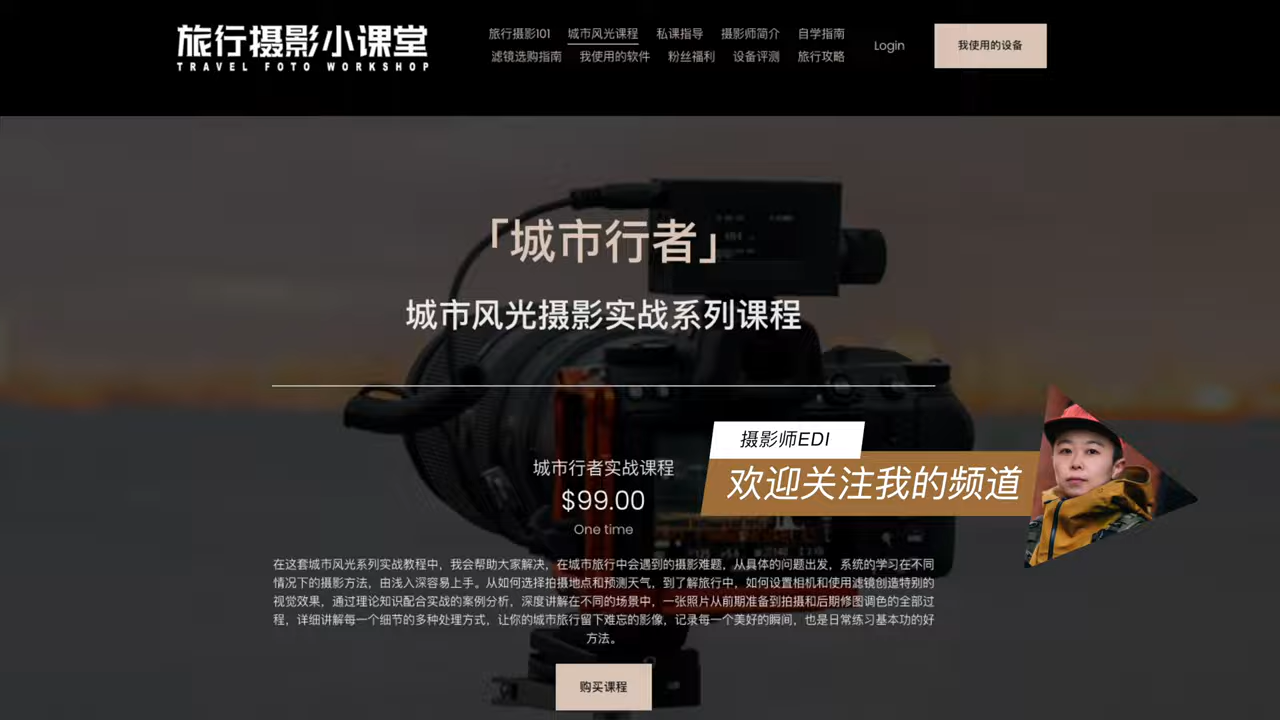 旅行摄影小课堂
TRAVEL FOTO WORKSHOP
旅行摄影101 城市风光课程 私课指导 摄影师简介 自学指南
滤镜选购指南 我使用的软件 粉丝福利 设备评测 旅行攻略
Login
我使用的设备
「城市行者」
城市风光摄影实战系列课程
摄影师EDI
欢迎关注我的频道
城市行者实战课程
$99.00
One time
在这套城市风光系列实战教程中，我会帮助大家解决，在城市旅行中会遇到的摄影难题，从具体的问题出发，系统的学习在不同
情况下的摄影方法，由浅入深容易上手。从如何选择拍摄地点和预测天气，到了解旅行中，如何设置相机和使用滤镜创造特别的
视觉效果，通过理论知识配合实战的案例分析，深度讲解在不同的场景中，一张照片从前期准备到拍摄和后期修图调色的全部过
程，详细讲解每一个细节的多种处理方式，让你的城市旅行留下难忘的影像，记录每一个美好的瞬间，也是日常练习基本功的好
方法。
购买课程